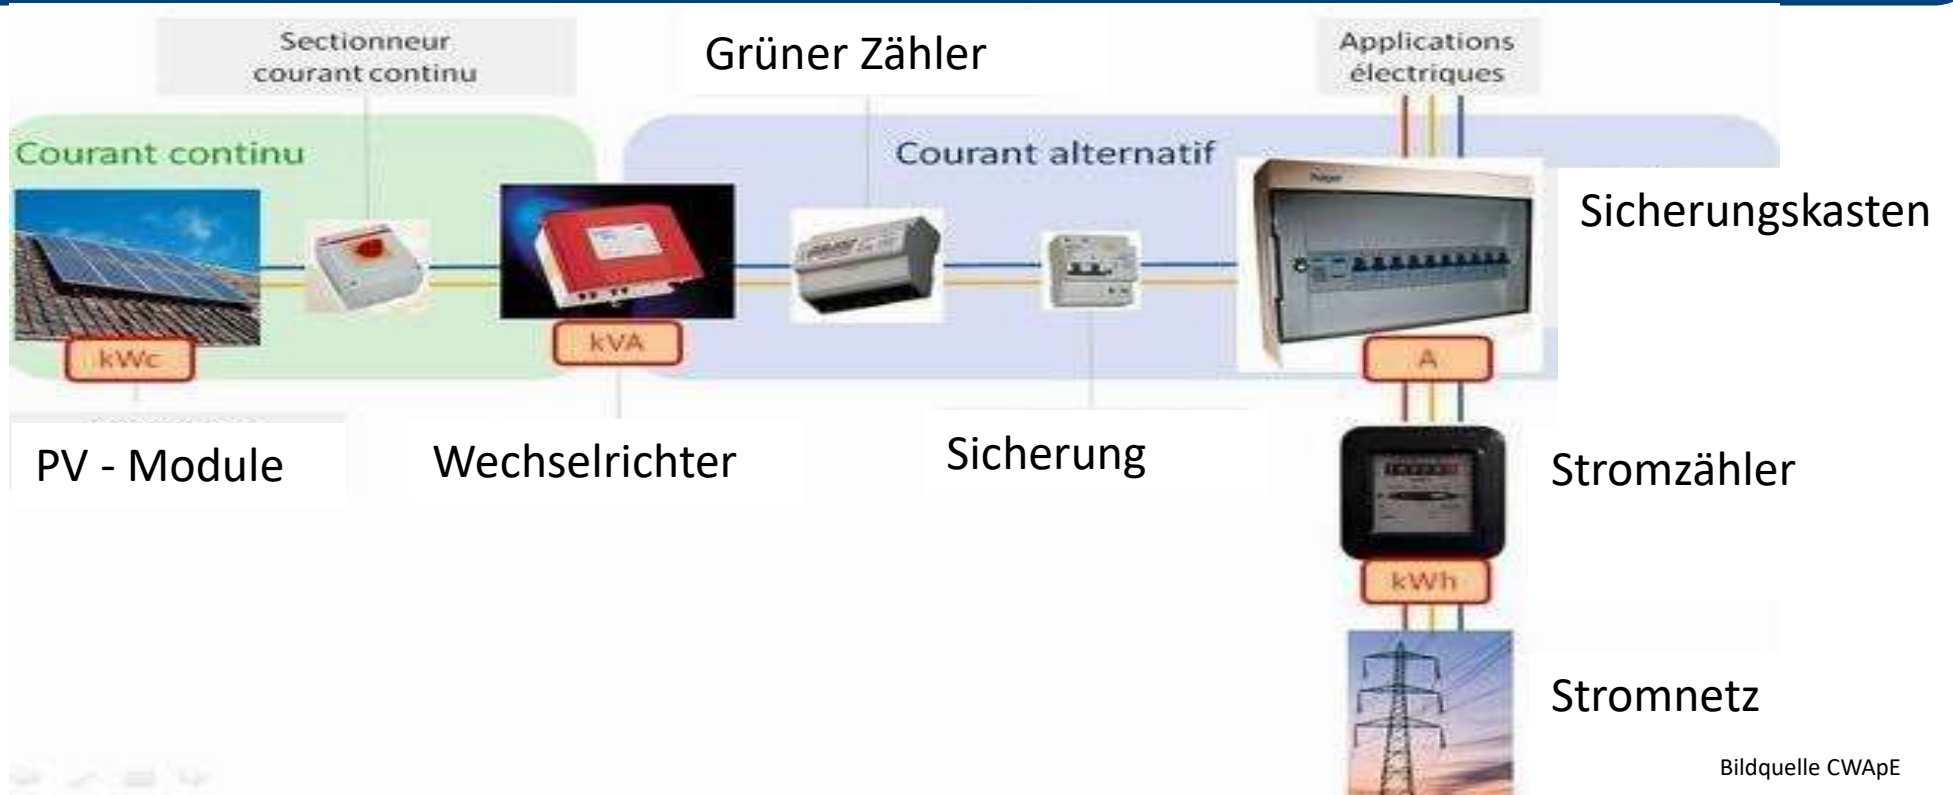 Sectionneur
courant continu
Grüner Zähler
Applications
électriques
Courant continu
Courant alternatif
Sicherungskasten
kWc
kVA
A
PV - Module
Wechselrichter
Sicherung
Stromzähler
kWh
Stromnetz
Bildquelle CWApE